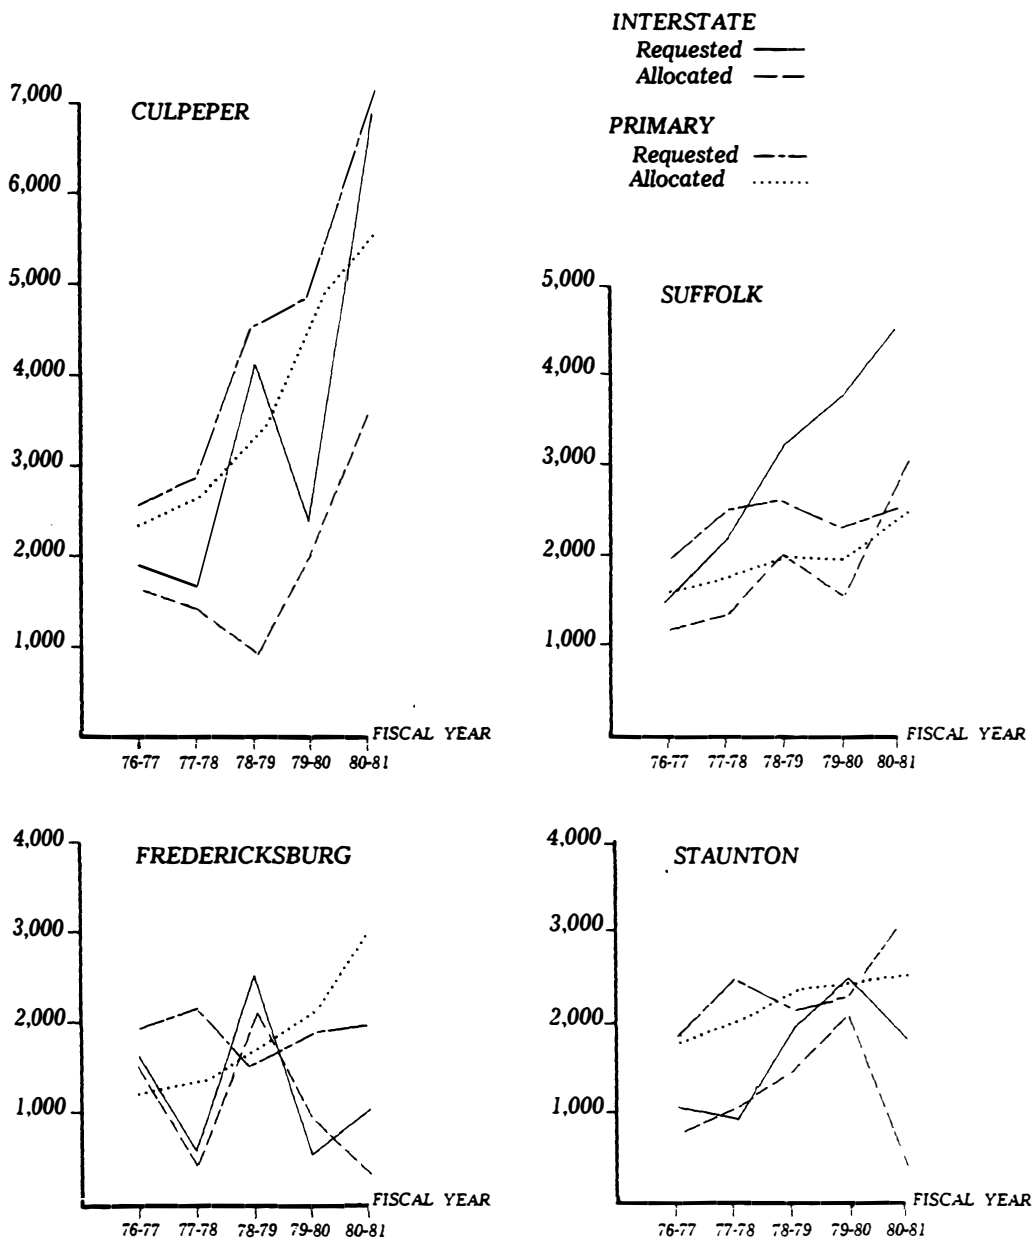 INTERSTATE
Requested
Allocated
PRIMARY
Requested
Allocated
CULPEPER
7,000
6,000
5,000
4,000
3,000
2,000
1,000
FISCAL YEAR
76-77 77-78 78-79 79-80 80-81
SUFFOLK
5,000
4,000
3,000
2,000
1,000
FISCAL YEAR
76-77 77-78 78-79 79-80 80-81
FREDERICKSBURG
4,000
3,000
2,000
1,000
FISCAL YEAR
76-77 77-78 78-79 79-80 80-81
STAUNTON
4,000
3,000
2,000
1,000
FISCAL YEAR
76-77 77-78 78-79 79-80 80-81